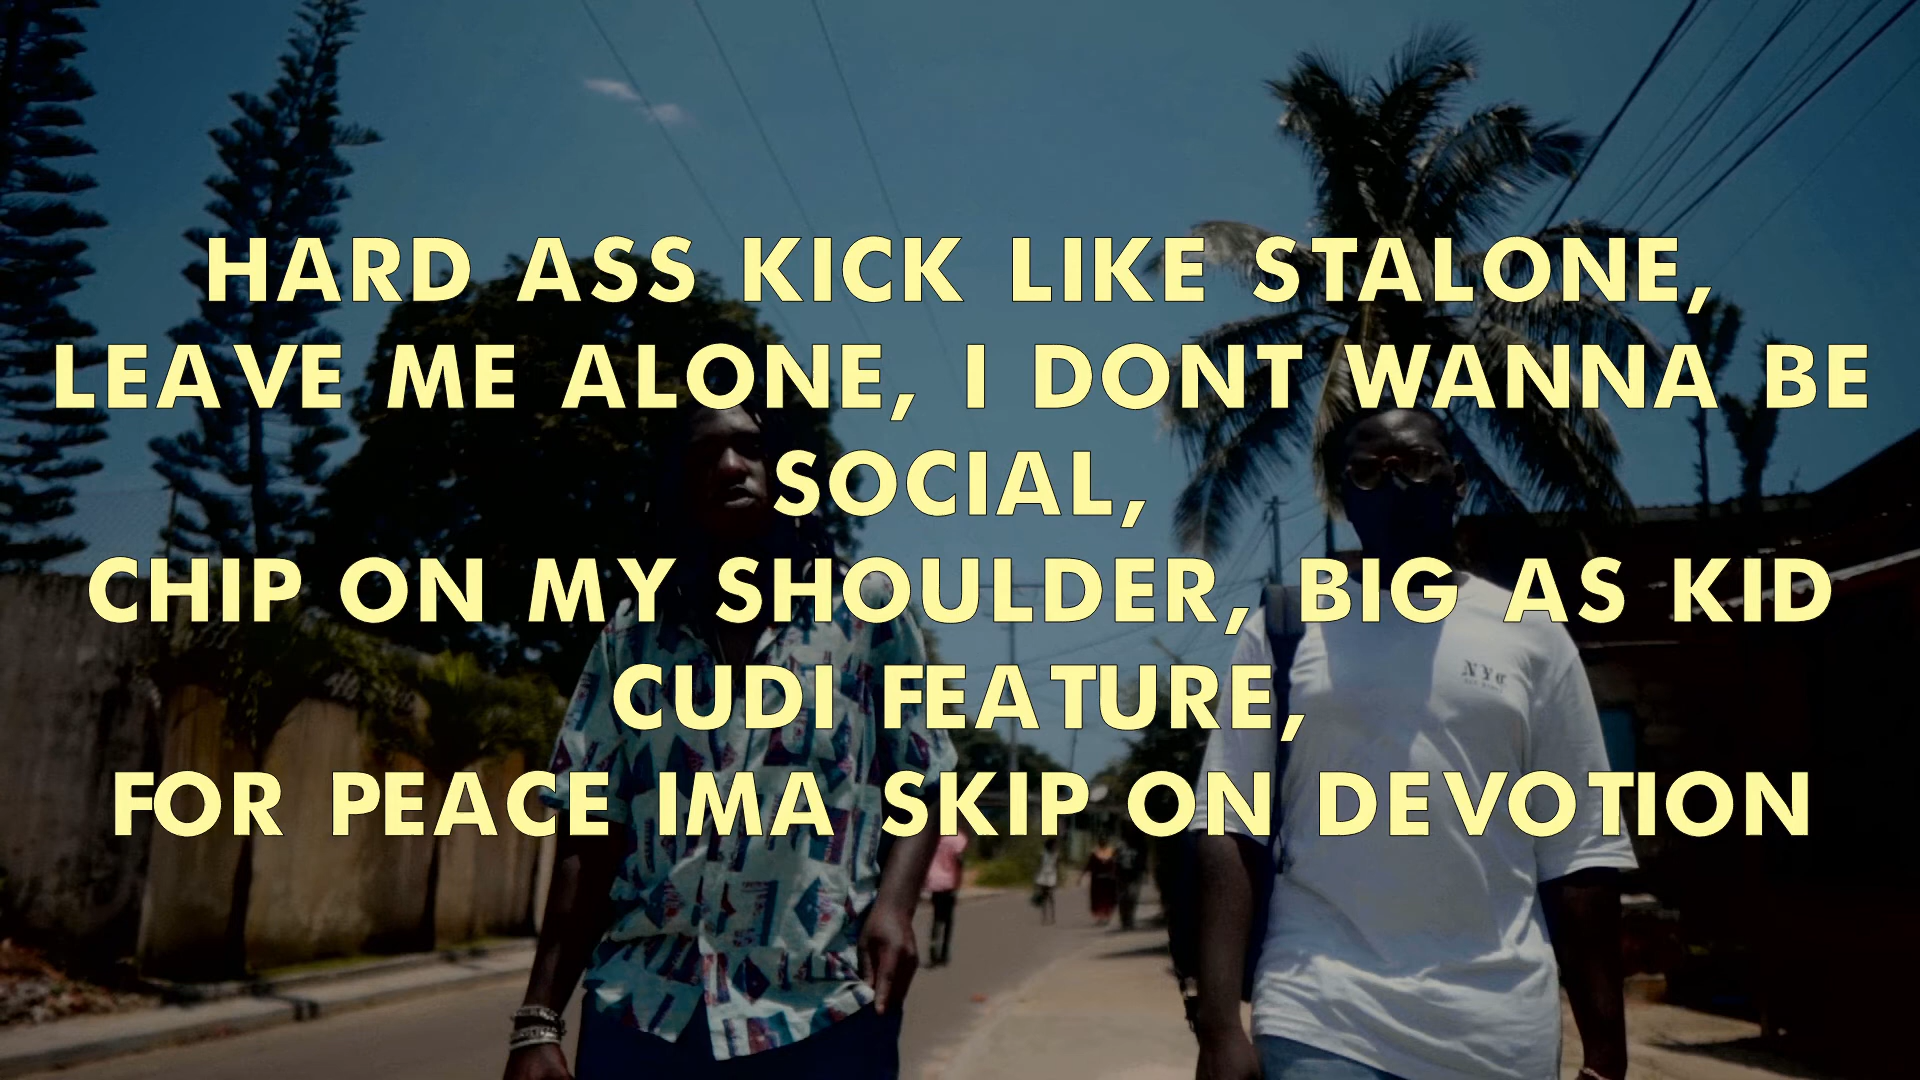 HARD ASS KICK LIKE STALONE,
LEAVE ME ALONE, I DONT WANNA BE
SOCIAL,
CHIP ON MY SHOULDER, BIG AS KID
CUDI FEATURE,
FOR PEACE IMA SKIP ON DEVOTION
NYC